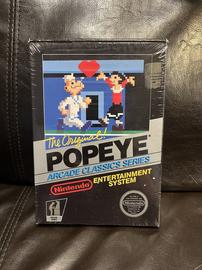 The Original!
POPEYE
ARCADE CLASSICS SERIES
Nintendo
ENTERTAINMENT
SYSTEM